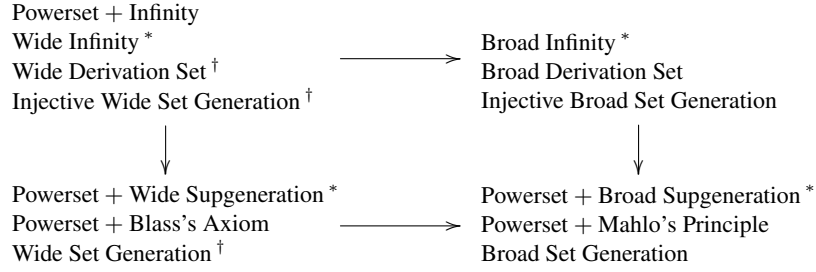 Powerset + Infinity
Wide Infinity *
Wide Derivation Set †
Injective Wide Set Generation †
Broad Infinity *
Broad Derivation Set
Injective Broad Set Generation
Powerset + Wide Supgeneration *
Powerset + Blass's Axiom
Wide Set Generation †
Powerset + Broad Supgeneration *
Powerset + Mahlo's Principle
Broad Set Generation